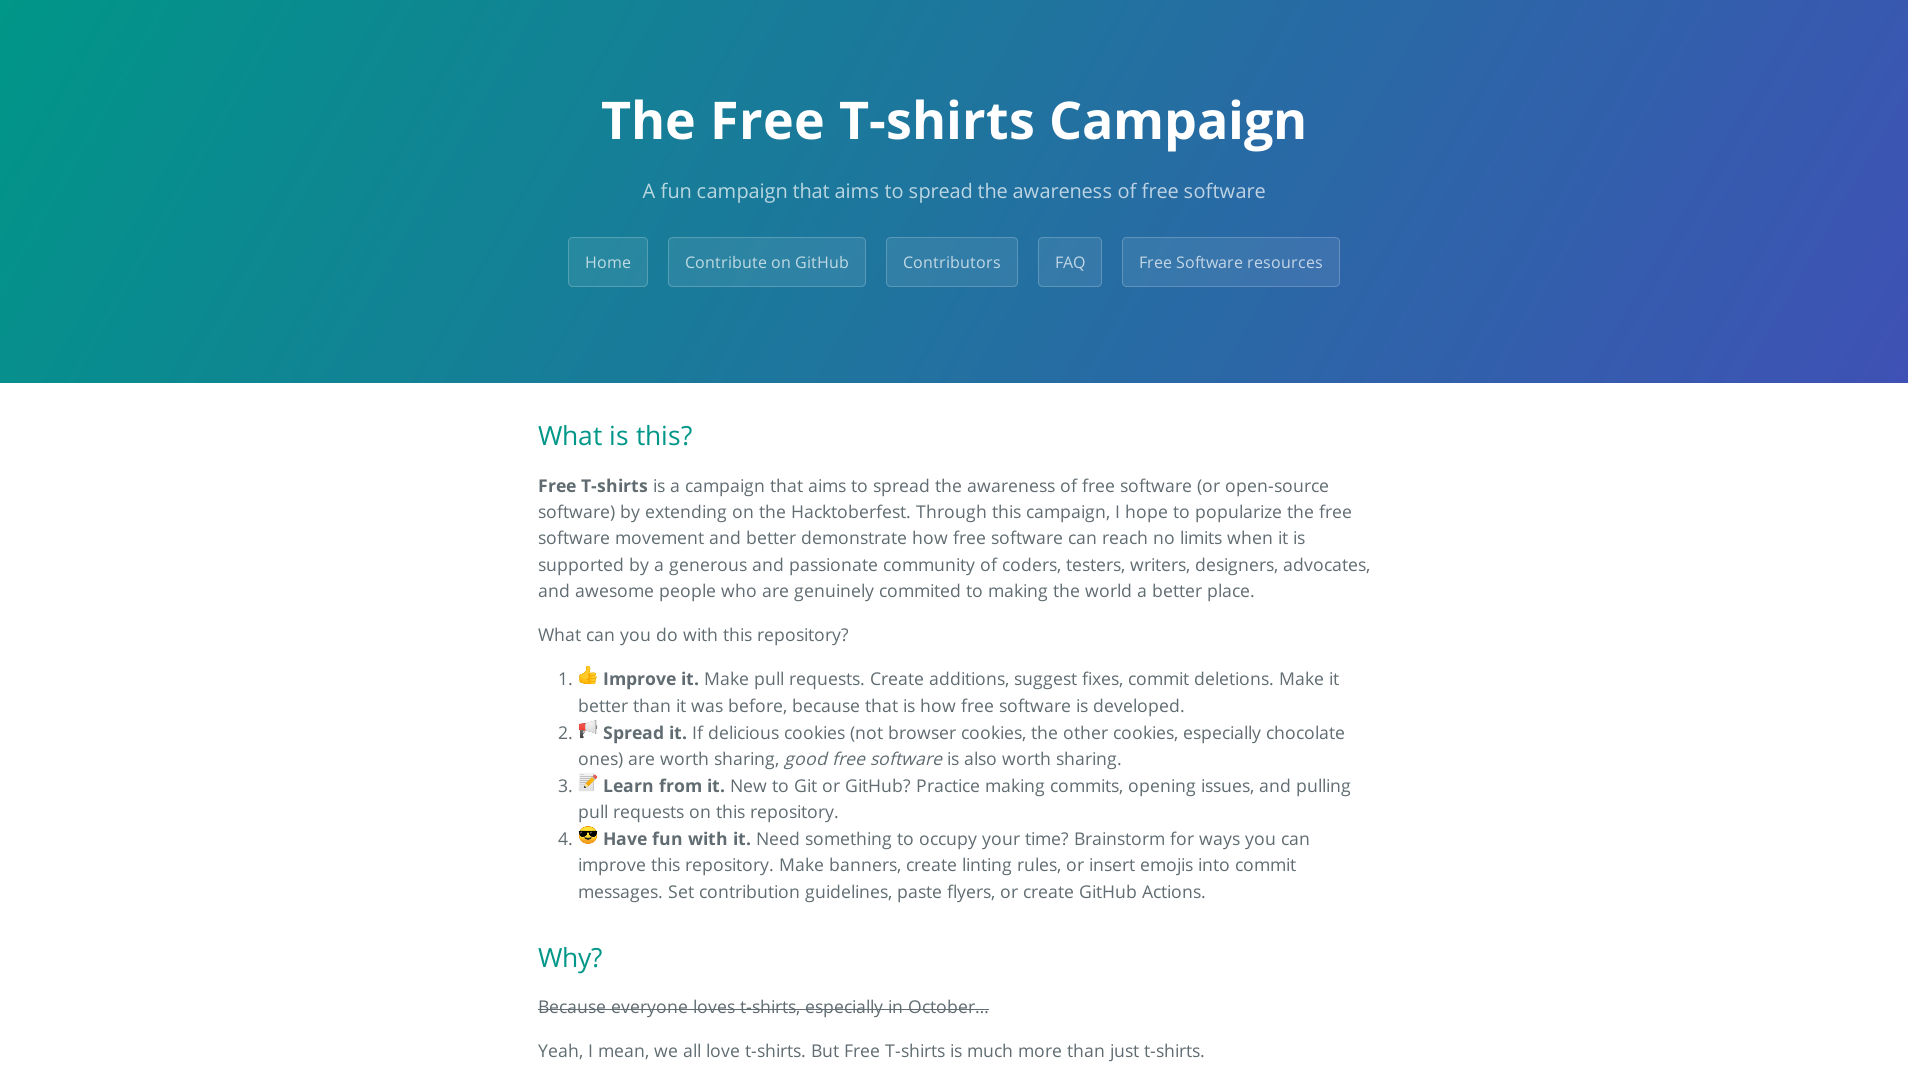 The Free T-shirts Campaign
A fun campaign that aims to spread the awareness of free software
Home
Contribute on GitHub
Contributors
FAQ
Free Software resources
What is this?
Free T-shirts is a campaign that aims to spread the awareness of free software (or open-source
software) by extending on the Hacktoberfest. Through this campaign, I hope to popularize the free
software movement and better demonstrate how free software can reach no limits when it is
supported by a generous and passionate community of coders, testers, writers, designers, advocates,
and awesome people who are genuinely commited to making the world a better place.
What can you do with this repository?
1. 👍 Improve it. Make pull requests. Create additions, suggest fixes, commit deletions. Make it
better than it was before, because that is how free software is developed.
2. 📢 Spread it. If delicious cookies (not browser cookies, the other cookies, especially chocolate
ones) are worth sharing, good free software is also worth sharing.
3. 📝 Learn from it. New to Git or GitHub? Practice making commits, opening issues, and pulling
pull requests on this repository.
4. 😎 Have fun with it. Need something to occupy your time? Brainstorm for ways you can
improve this repository. Make banners, create linting rules, or insert emojis into commit
messages. Set contribution guidelines, paste flyers, or create GitHub Actions.
Why?
Because everyone loves t-shirts, especially in October...
Yeah, I mean, we all love t-shirts. But Free T-shirts is much more than just t-shirts.